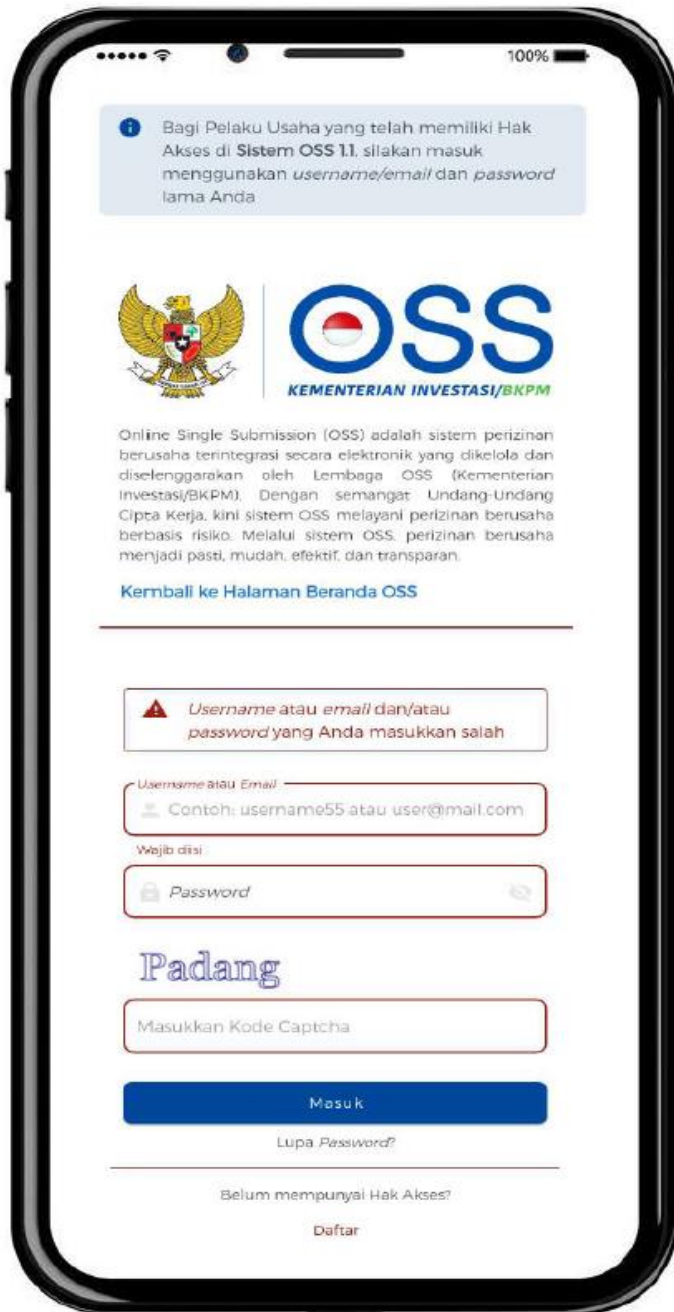 100%
Bagi Pelaku Usaha yang telah memiliki Hak
Akses di Sistem OSS 1.1, silakan masuk
menggunakan username/email dan password
lama Anda
OSS
KEMENTERIAN INVESTASI/BKPM
Online Single Submission (OSS) adalah sistem perizinan
berusaha terintegrasi secara elektronik yang dikelola dan
diselenggarakan oleh Lembaga OSS (Kementerian
Investasi/BKPM). Dengan semangat Undang-Undang
Cipta Kerja, kini sistem OSS melayani perizinan berusaha
berbasis risiko. Melalui sistem OSS, perizinan berusaha
menjadi pasti, mudah, efektif, dan transparan.
Kembali ke Halaman Beranda OSS
Username atau email dan/atau
password yang Anda masukkan salah
Username atau Email
Contoh: username55 atau user@mail.com
Wajib diisi
Password
Padang
Masukkan Kode Captcha
Masuk
Lupa Password?
Belum mempunyai Hak Akses?
Daftar